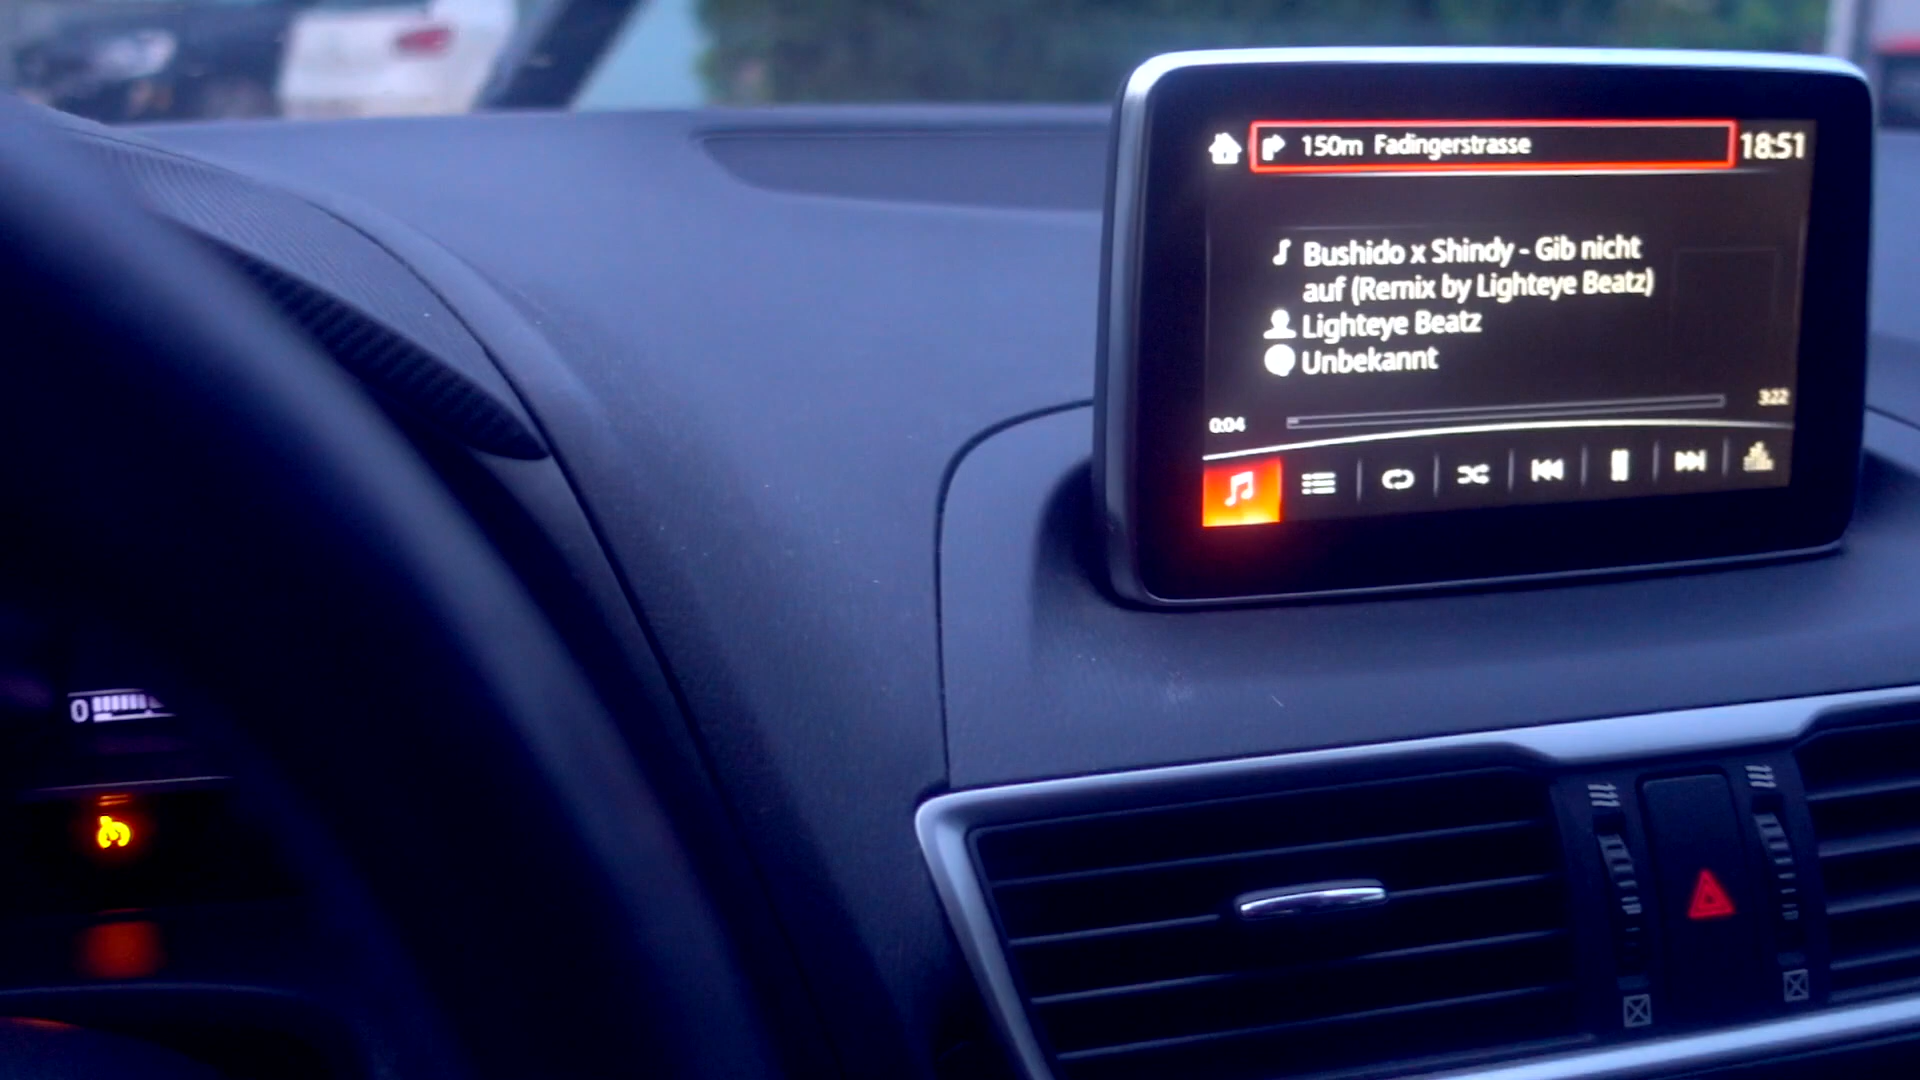 150m Fadingerstrasse 18:51
Bushido x Shindy - Gib nicht
auf (Remix by Lighteye Beatz)
Lighteye Beatz
Unbekannt
0:04 3:22
0